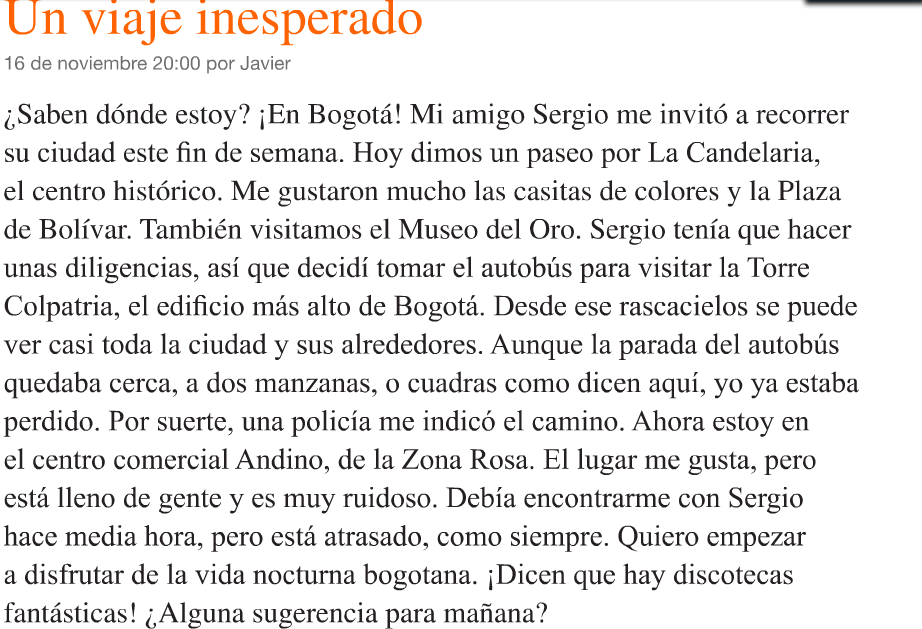 Un viaje inesperado
16 de noviembre 20:00 por Javier
¿Saben dónde estoy? ¡En Bogotá! Mi amigo Sergio me invitó a recorrer
su ciudad este fin de semana. Hoy dimos un paseo por La Candelaria,
el centro histórico. Me gustaron mucho las casitas de colores y la Plaza
de Bolívar. También visitamos el Museo del Oro. Sergio tenía que hacer
unas diligencias, así que decidí tomar el autobús para visitar la Torre
Colpatria, el edificio más alto de Bogotá. Desde ese rascacielos se puede
ver casi toda la ciudad y sus alrededores. Aunque la parada del autobús
quedaba cerca, a dos manzanas, o cuadras como dicen aquí, yo ya estaba
perdido. Por suerte, una policía me indicó el camino. Ahora estoy en
el centro comercial Andino, de la Zona Rosa. El lugar me gusta, pero
está lleno de gente y es muy ruidoso. Debía encontrarme con Sergio
hace media hora, pero está atrasado, como siempre. Quiero empezar
a disfrutar de la vida nocturna bogotana. ¡Dicen que hay discotecas
fantásticas! ¿Alguna sugerencia para mañana?